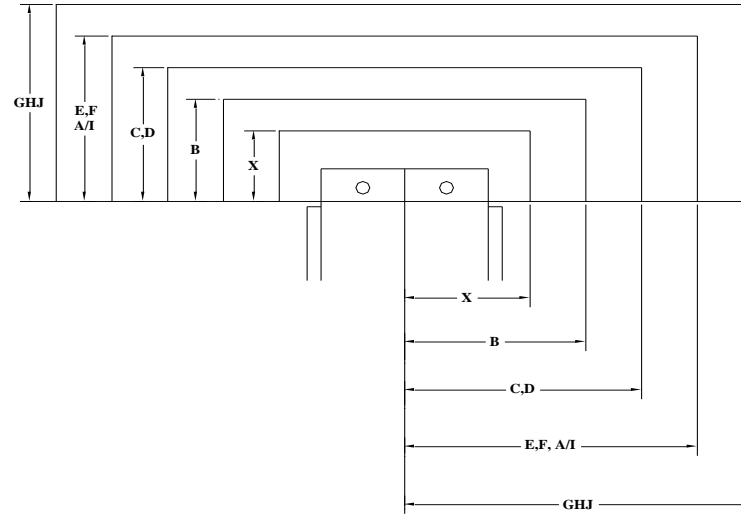 GHJ
E,F
A/I
C,D
B
X
X
B
C,D
E,F, A/I
GHJ